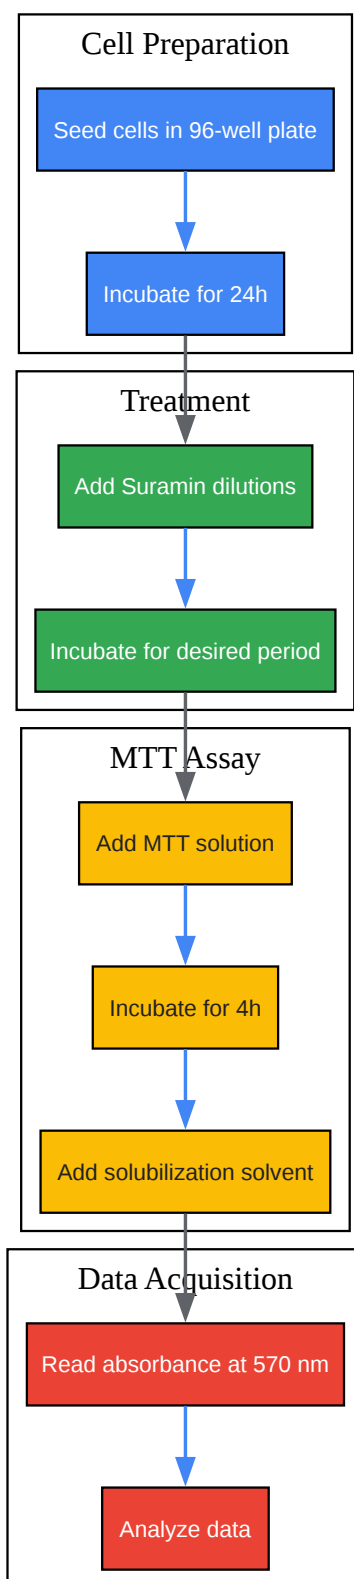 Cell Preparation
Seed cells in 96-well plate
Incubate for 24h
Treatment
Add Suramin dilutions
Incubate for desired period
MTT Assay
Add MTT solution
Incubate for 4h
Add solubilization solvent
Data Acquisition
Read absorbance at 570 nm
Analyze data